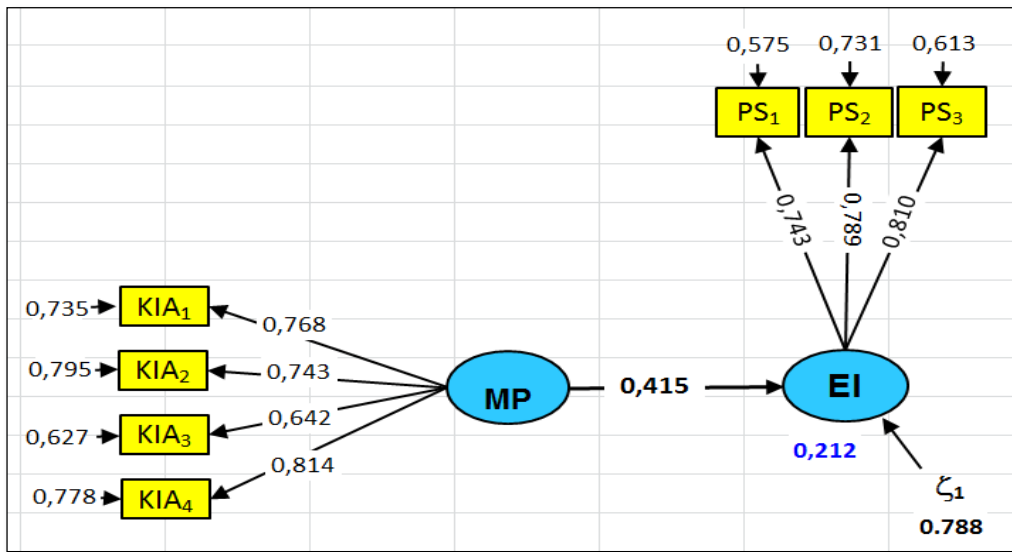 0,575 0,731 0,613
PS₁ PS₂ PS₃
0,743 0,789 0,810
0,735 KIA₁
0,768
0,795 KIA₂
0,743
0,627 KIA₃
0,642
0,778 KIA₄
0,814
MP 0,415 EI
0,212
ζ₁
0.788